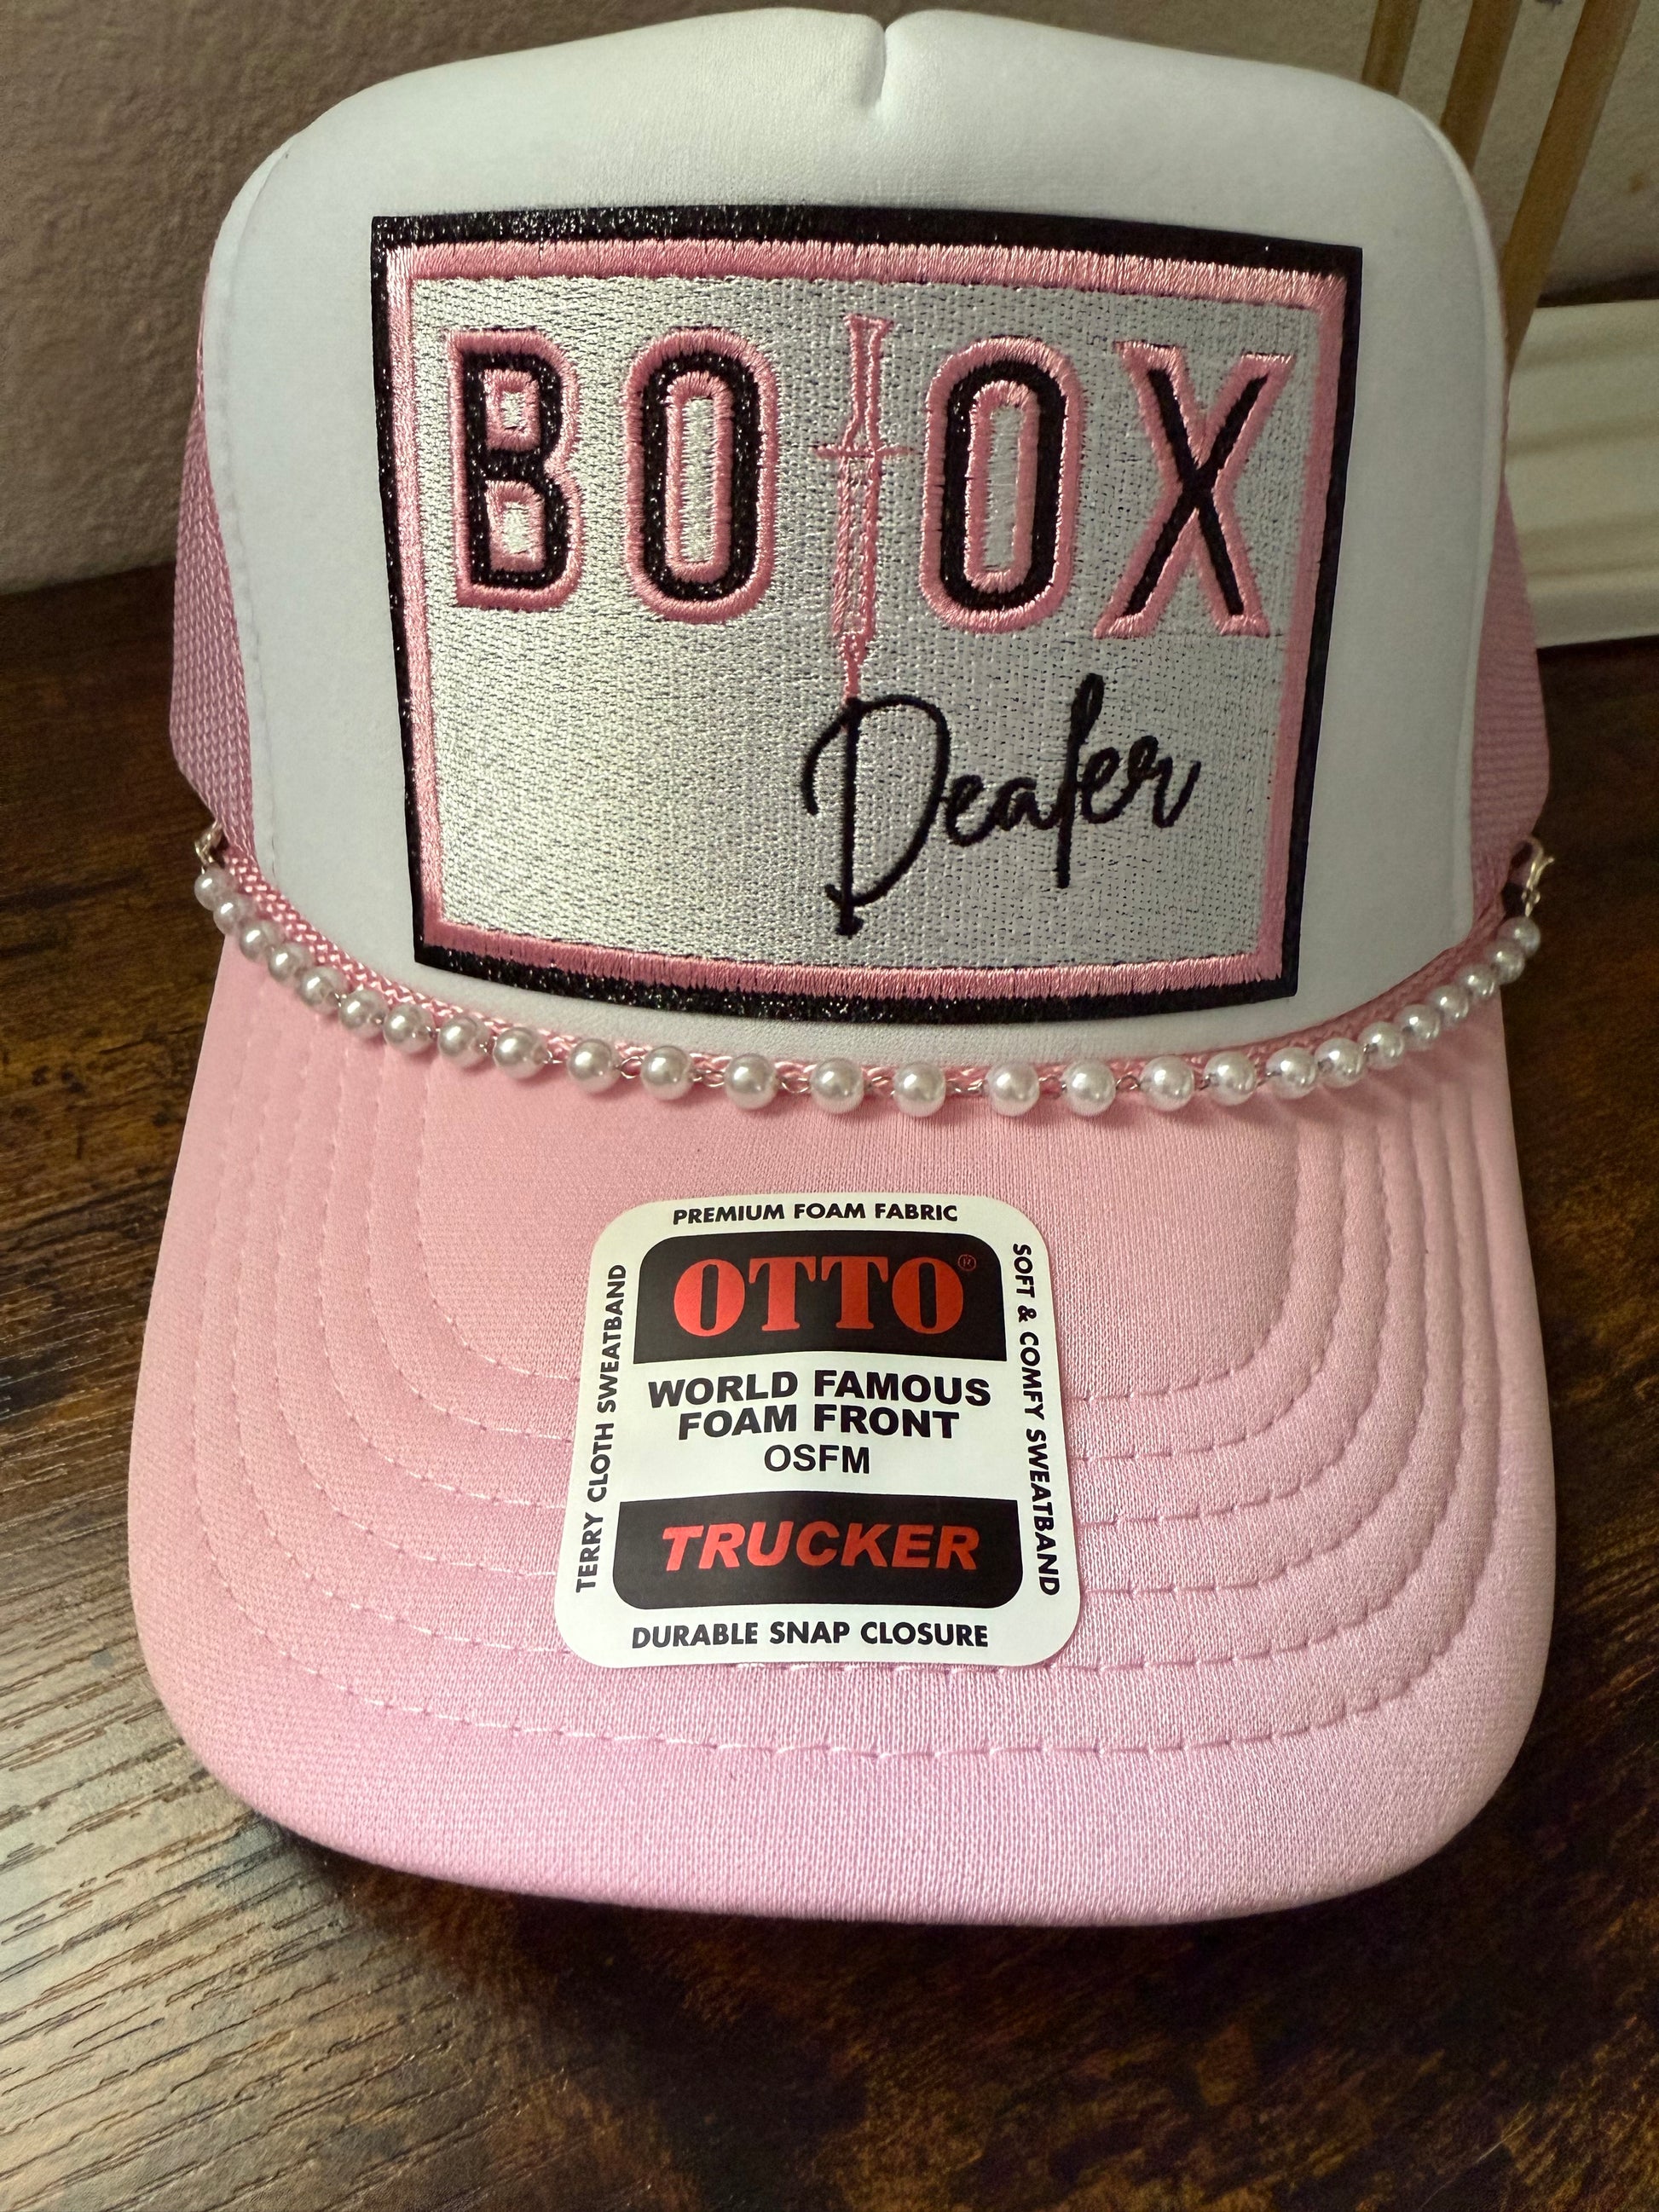 BOTOX
Dealer
PREMIUM FOAM FABRIC
OTTO®
WORLD FAMOUS
FOAM FRONT
OSFM
TRUCKER
DURABLE SNAP CLOSURE
TERRY CLOTH SWEATBAND
SOFT & COMFY SWEATBAND